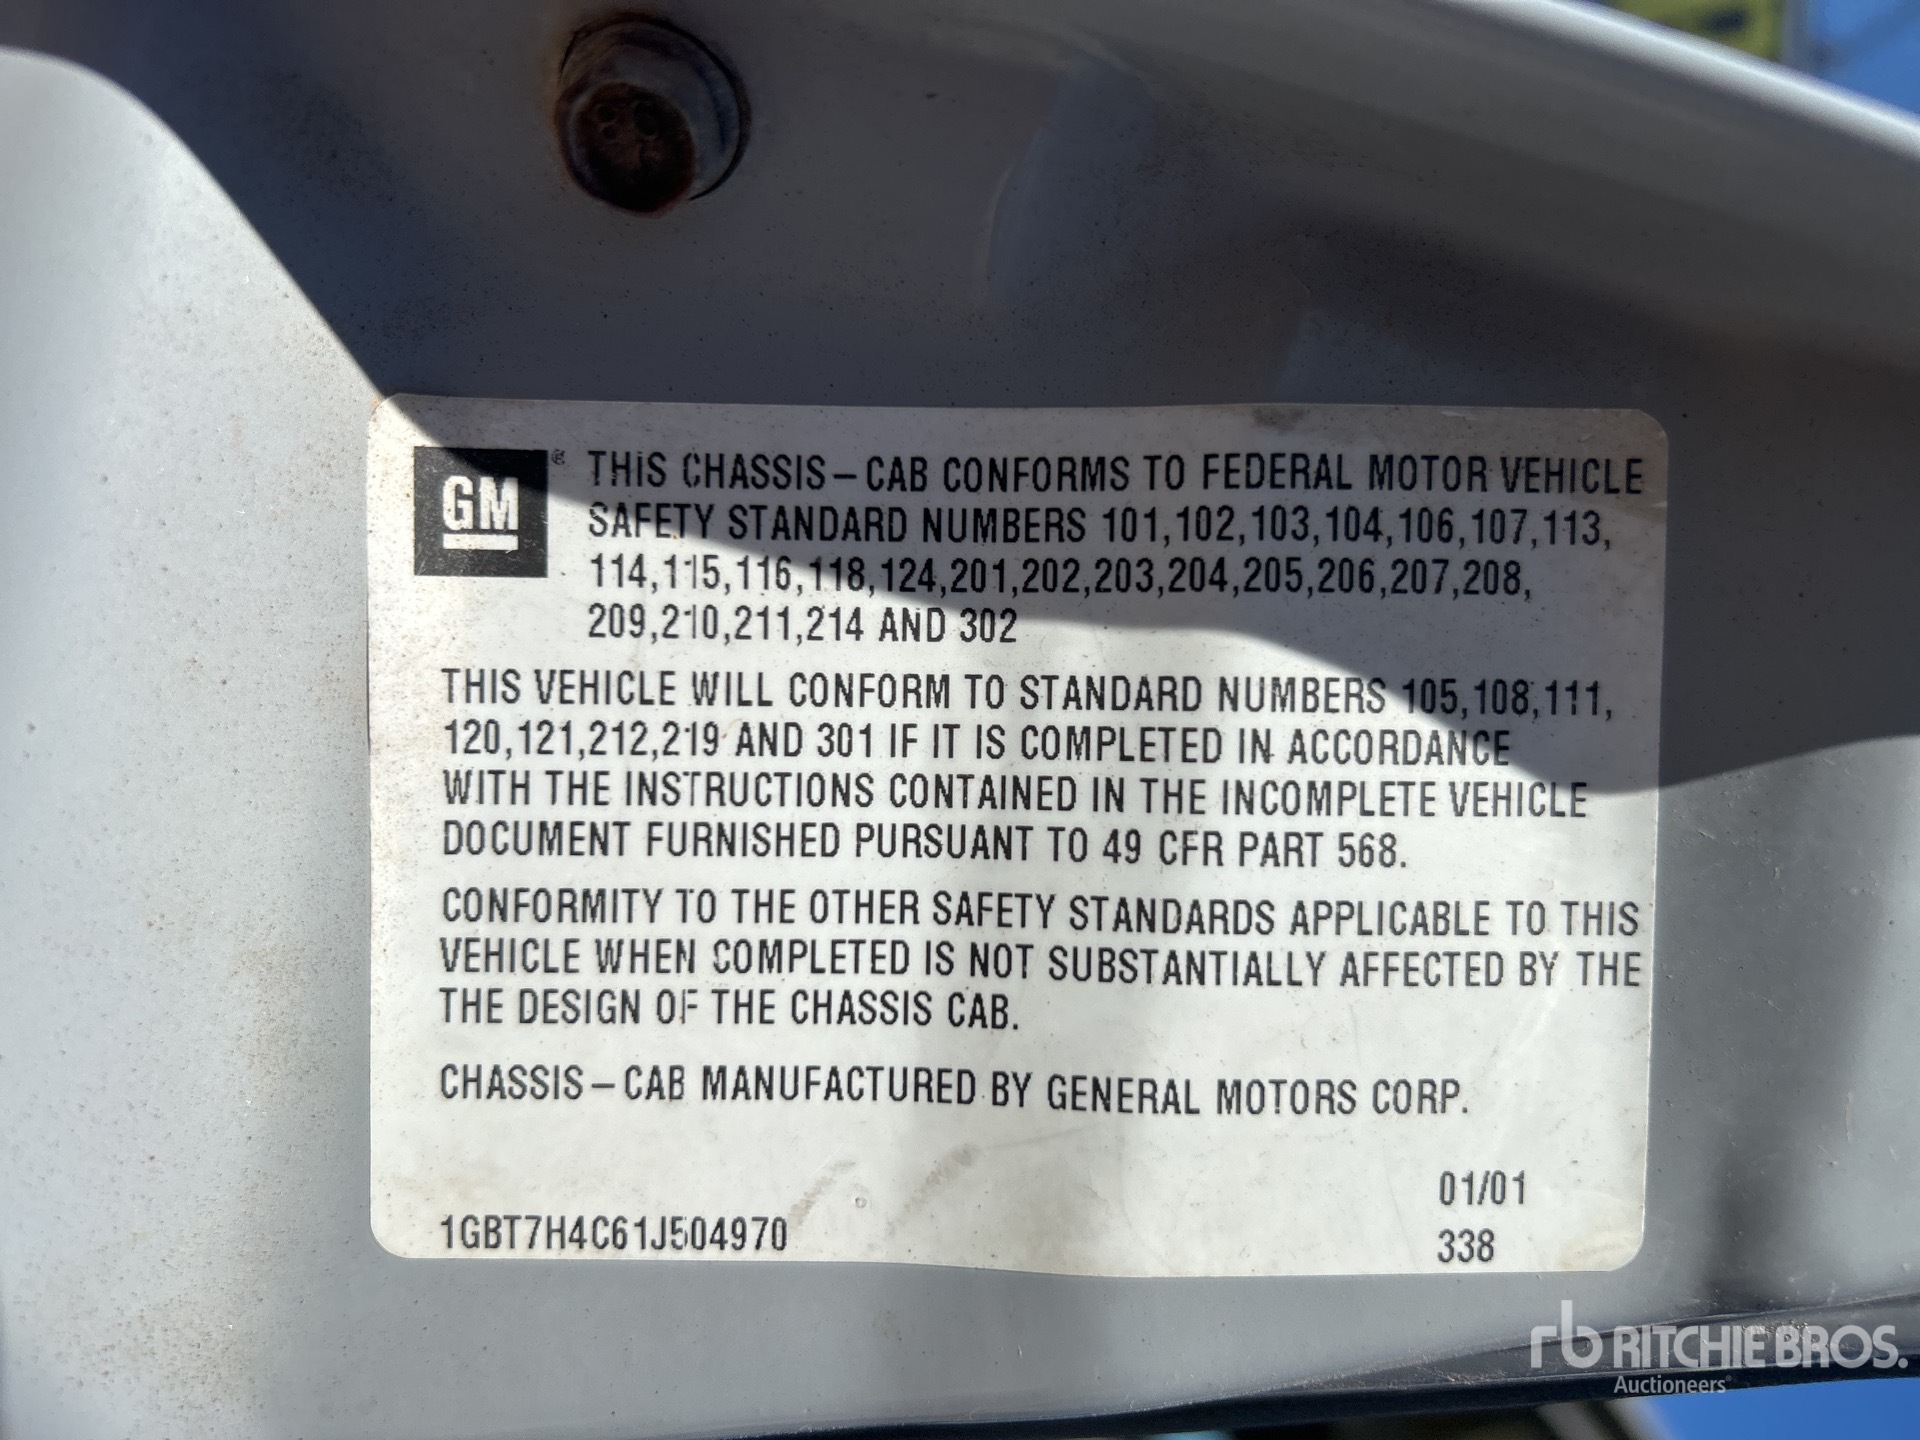 GM®
THIS CHASSIS – CAB CONFORMS TO FEDERAL MOTOR VEHICLE
SAFETY STANDARD NUMBERS 101,102,103,104,106,107,113,
114,115,116,118,124,201,202,203,204,205,206,207,208,
209,210,211,214 AND 302
THIS VEHICLE WILL CONFORM TO STANDARD NUMBERS 105,108,111,
120,121,212,219 AND 301 IF IT IS COMPLETED IN ACCORDANCE
WITH THE INSTRUCTIONS CONTAINED IN THE INCOMPLETE VEHICLE
DOCUMENT FURNISHED PURSUANT TO 49 CFR PART 568.
CONFORMITY TO THE OTHER SAFETY STANDARDS APPLICABLE TO THIS
VEHICLE WHEN COMPLETED IS NOT SUBSTANTIALLY AFFECTED BY THE
THE DESIGN OF THE CHASSIS CAB.
CHASSIS – CAB MANUFACTURED BY GENERAL MOTORS CORP.
01/01
1GBT7H4C61J504970
338
rb RITCHIE BROS.
Auctioneers®